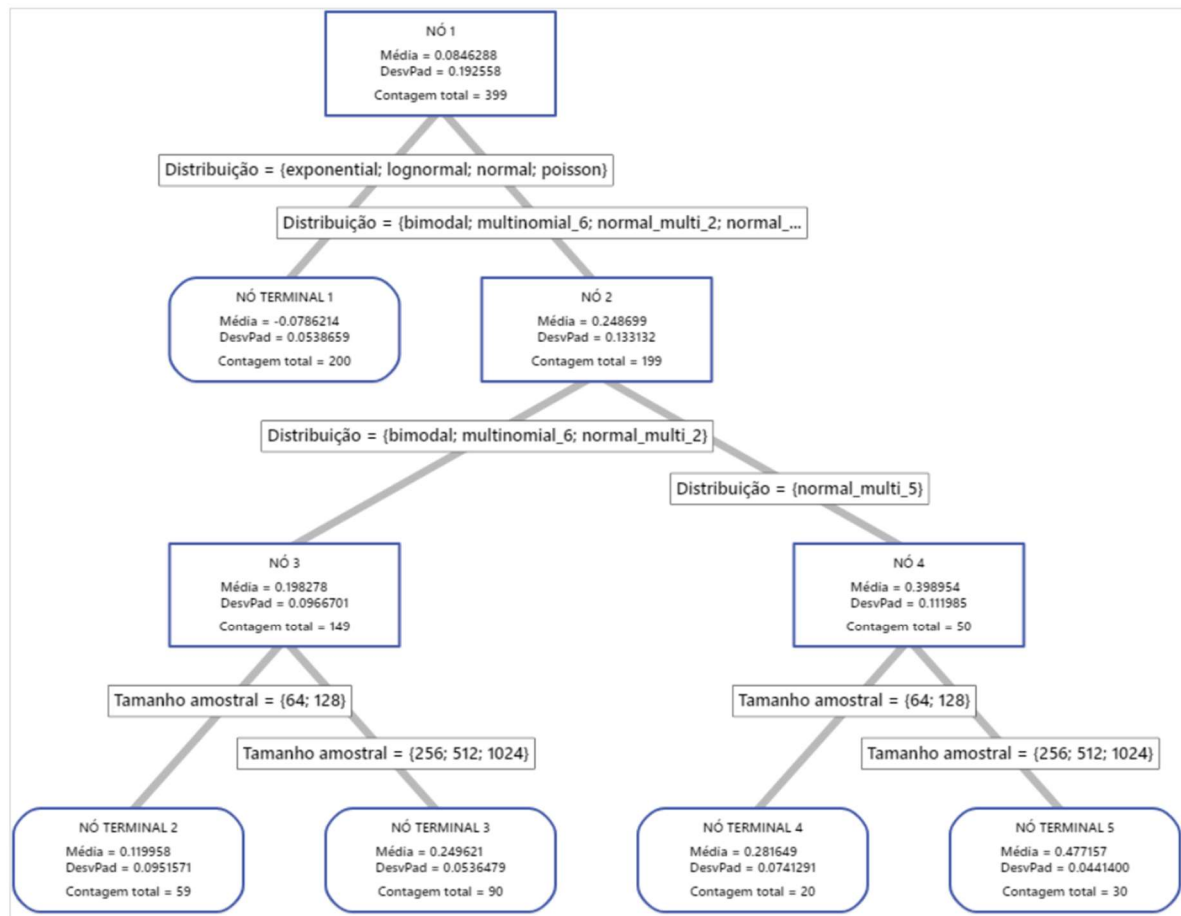 NÓ 1
Média = 0.0846288
DesvPad = 0.192558
Contagem total = 399
Distribuição = {exponential; lognormal; normal; poisson}
Distribuição = {bimodal; multinomial_6; normal_multi_2; normal_...
NÓ TERMINAL 1
Média = -0.0786214
DesvPad = 0.0538659
Contagem total = 200
NÓ 2
Média = 0.248699
DesvPad = 0.133132
Contagem total = 199
Distribuição = {bimodal; multinomial_6; normal_multi_2}
Distribuição = {normal_multi_5}
NÓ 3
Média = 0.198278
DesvPad = 0.0966701
Contagem total = 149
NÓ 4
Média = 0.398954
DesvPad = 0.111985
Contagem total = 50
Tamanho amostral = {64; 128}
Tamanho amostral = {256; 512; 1024}
Tamanho amostral = {64; 128}
Tamanho amostral = {256; 512; 1024}
NÓ TERMINAL 2
Média = 0.119958
DesvPad = 0.0951571
Contagem total = 59
NÓ TERMINAL 3
Média = 0.249621
DesvPad = 0.0536479
Contagem total = 90
NÓ TERMINAL 4
Média = 0.281649
DesvPad = 0.0741291
Contagem total = 20
NÓ TERMINAL 5
Média = 0.477157
DesvPad = 0.0441400
Contagem total = 30